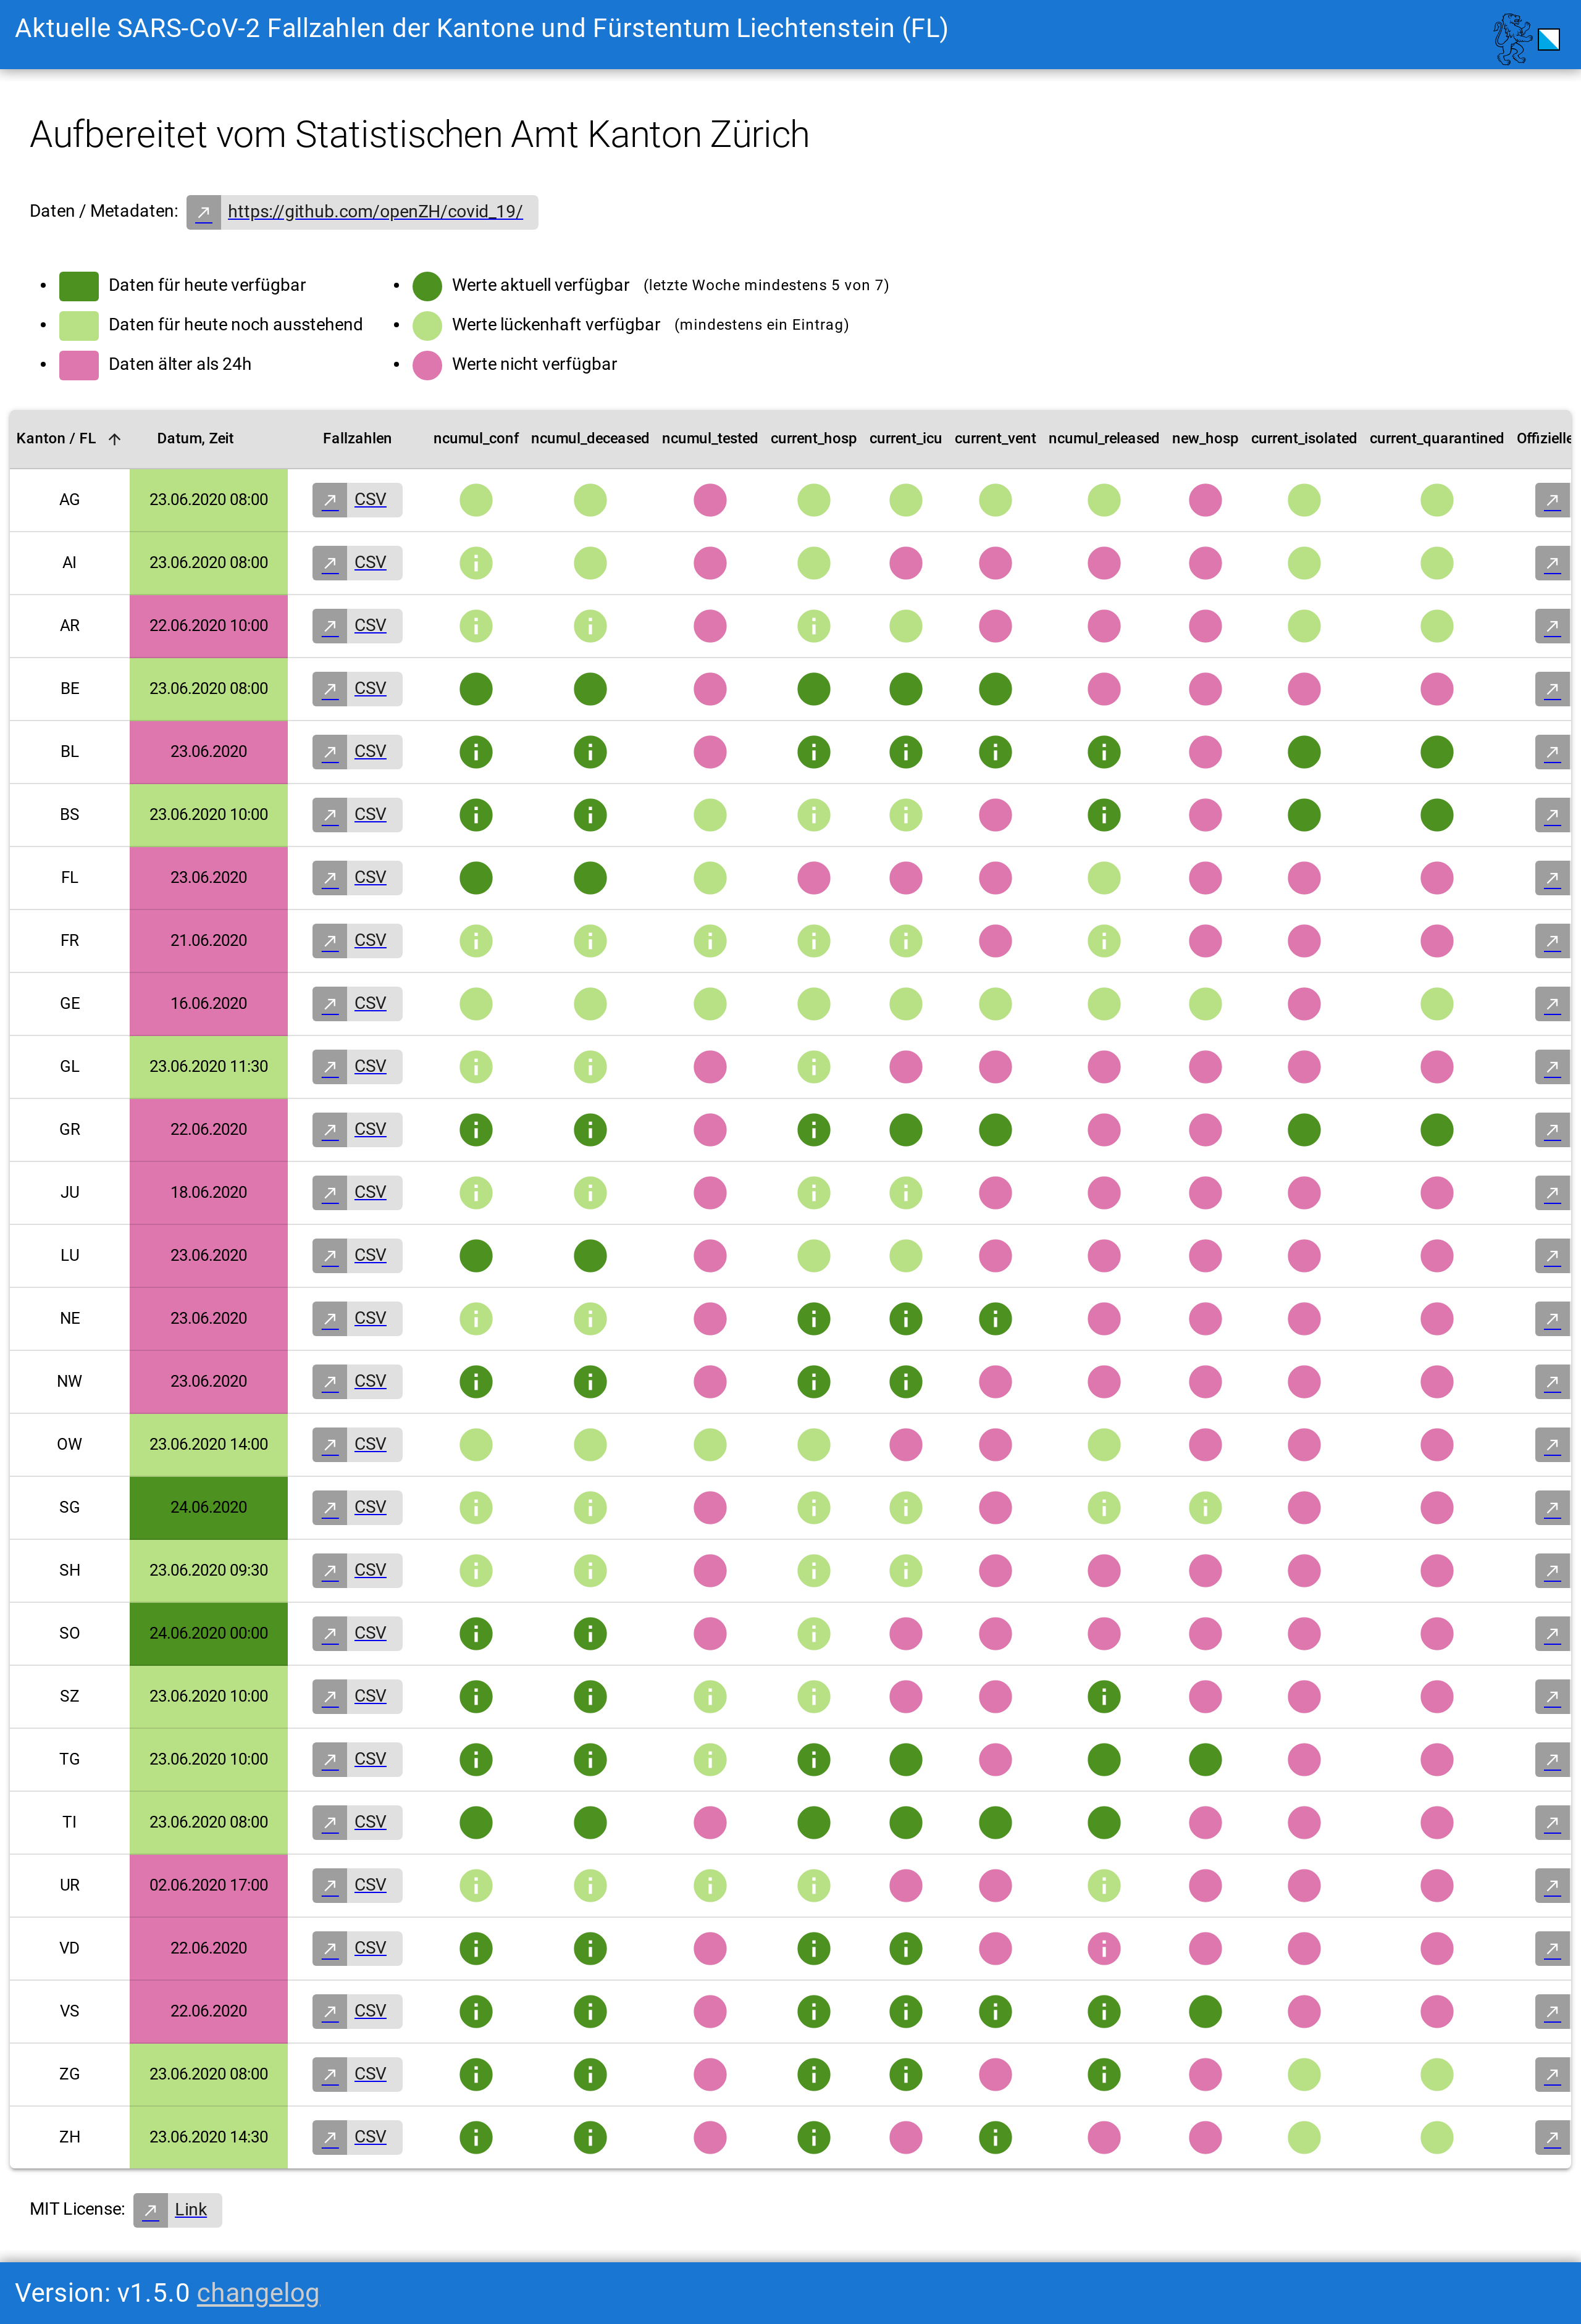 Aktuelle SARS-CoV-2 Fallzahlen der Kantone und Fürstentum Liechtenstein (FL)
Aufbereitet vom Statistischen Amt Kanton Zürich
Daten / Metadaten: https://github.com/openZH/covid_19/
Daten für heute verfügbar Werte aktuell verfügbar (letzte Woche mindestens 5 von 7)
Daten für heute noch ausstehend Werte lückenhaft verfügbar (mindestens ein Eintrag)
Daten älter als 24h Werte nicht verfügbar
Kanton / FL Datum, Zeit Fallzahlen ncumul_conf ncumul_deceased ncumul_tested current_hosp current_icu current_vent ncumul_released new_hosp current_isolated current_quarantined Offizielle
AG 23.06.2020 08:00 CSV
AI 23.06.2020 08:00 CSV
AR 22.06.2020 10:00 CSV
BE 23.06.2020 08:00 CSV
BL 23.06.2020 CSV
BS 23.06.2020 10:00 CSV
FL 23.06.2020 CSV
FR 21.06.2020 CSV
GE 16.06.2020 CSV
GL 23.06.2020 11:30 CSV
GR 22.06.2020 CSV
JU 18.06.2020 CSV
LU 23.06.2020 CSV
NE 23.06.2020 CSV
NW 23.06.2020 CSV
OW 23.06.2020 14:00 CSV
SG 24.06.2020 CSV
SH 23.06.2020 09:30 CSV
SO 24.06.2020 00:00 CSV
SZ 23.06.2020 10:00 CSV
TG 23.06.2020 10:00 CSV
TI 23.06.2020 08:00 CSV
UR 02.06.2020 17:00 CSV
VD 22.06.2020 CSV
VS 22.06.2020 CSV
ZG 23.06.2020 08:00 CSV
ZH 23.06.2020 14:30 CSV
MIT License: Link
Version: v1.5.0 changelog